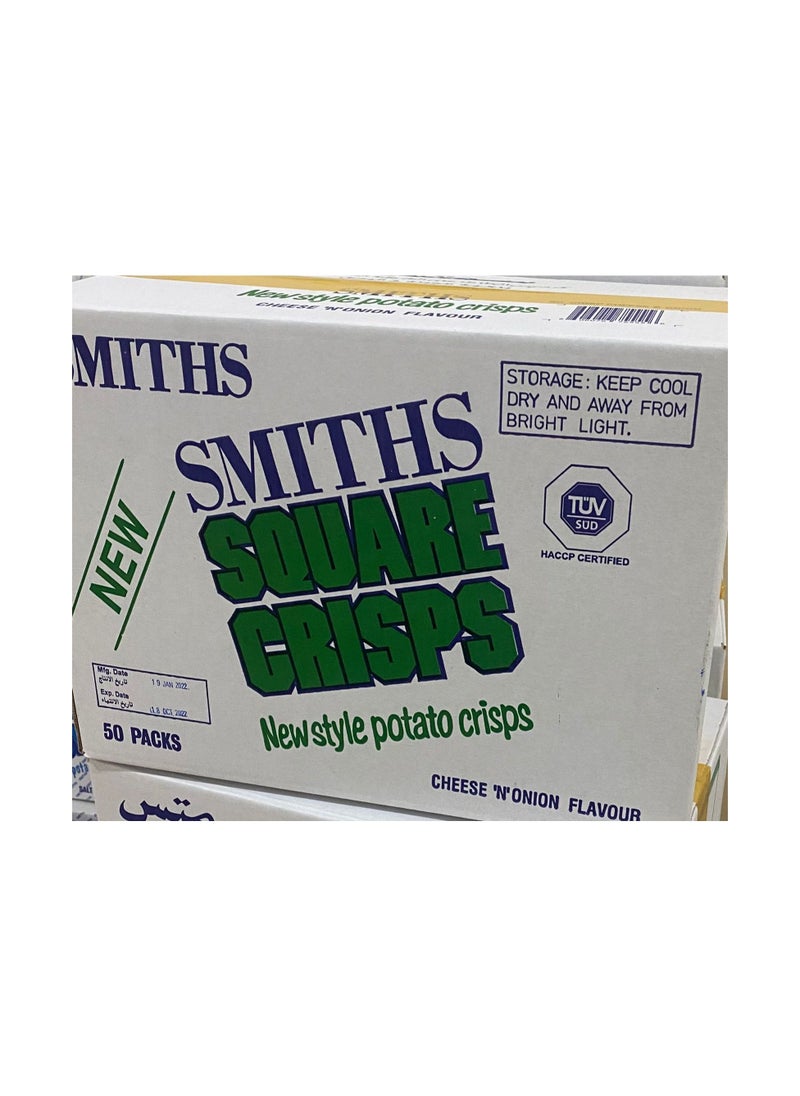 New style potato crisps
CHEESE 'N' ONION FLAVOUR
MITHS
STORAGE: KEEP COOL
DRY AND AWAY FROM
BRIGHT LIGHT.
SMITHS
SQUARE
CRISPS
NEW
TÜV
SÜD
HACCP CERTIFIED
Mfg. Date
تاريخ الانتاج
19 JAN 2022
Exp. Date
تاريخ الانتهاء
18 OCT 2022
50 PACKS
New style potato crisps
CHEESE 'N' ONION FLAVOUR